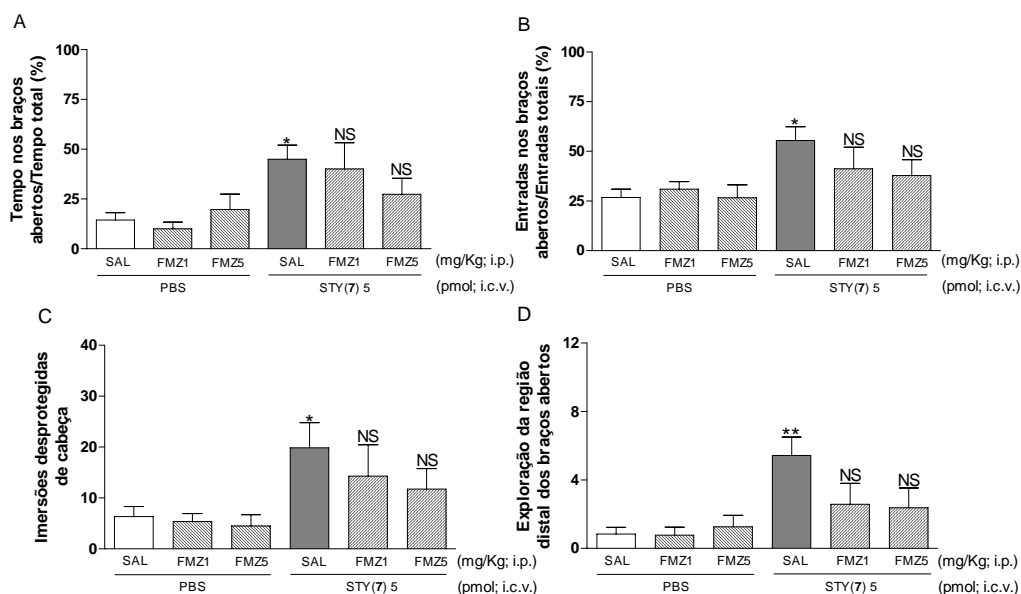 A
Tempo nos braços
abertos/Tempo total (%)
100
75
50
25
0
*
NS
NS
SAL
FMZ1
FMZ5
SAL
FMZ1
FMZ5
(mg/Kg; i.p.)
PBS
STY(7) 5
(pmol; i.c.v.)
B
Entradas nos braços
abertos/Entradas totais (%)
100
75
50
25
0
*
NS
NS
SAL
FMZ1
FMZ5
SAL
FMZ1
FMZ5
(mg/Kg; i.p.)
PBS
STY(7) 5
(pmol; i.c.v.)
C
Imersões desprotegidas
de cabeça
40
30
20
10
0
*
NS
NS
SAL
FMZ1
FMZ5
SAL
FMZ1
FMZ5
(mg/Kg; i.p.)
PBS
STY(7) 5
(pmol; i.c.v.)
D
Exploração da região
distal dos braços abertos
12
8
4
0
**
NS
NS
SAL
FMZ1
FMZ5
SAL
FMZ1
FMZ5
(mg/Kg; i.p.)
PBS
STY(7) 5
(pmol; i.c.v.)